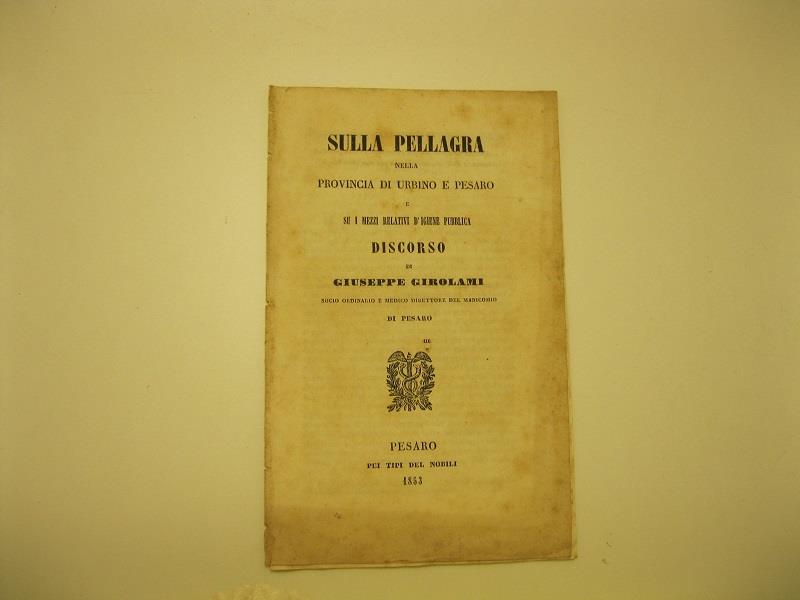 SULLA PELLAGRA
NELLA
PROVINCIA DI URBINO E PESARO
E
SU I MEZZI RELATIVI D'IGIENE PUBBLICA
DISCORSO
DI
GIUSEPPE GIROLAMI
SOCIO ORDINARIO E MEDICO DIRETTORE DEL MANICOMIO
DI PESARO
PESARO
PEI TIPI DEL NOBILI
1853